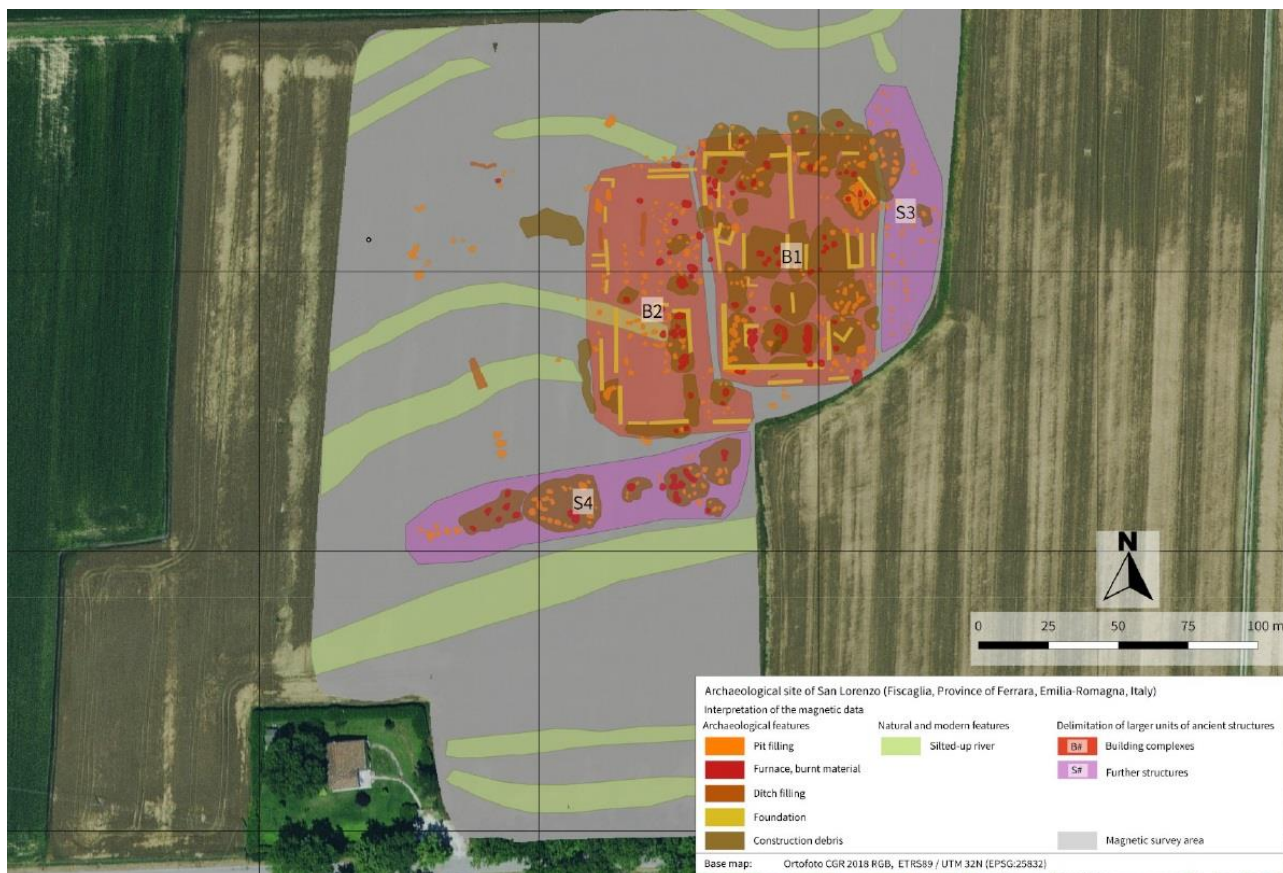 S3
B1
B2
S4
N
0 25 50 75 100 m
Archaeological site of San Lorenzo (Fiscaglia, Province of Ferrara, Emilia-Romagna, Italy)
Interpretation of the magnetic data
Archaeological features Natural and modern features Delimitation of larger units of ancient structures
Pit filling Silted-up river B# Building complexes
Furnace, burnt material S# Further structures
Ditch filling
Foundation
Construction debris Magnetic survey area
Base map: Ortofoto CGR 2018 RGB, ETRS89 / UTM 32N (EPSG:25832)